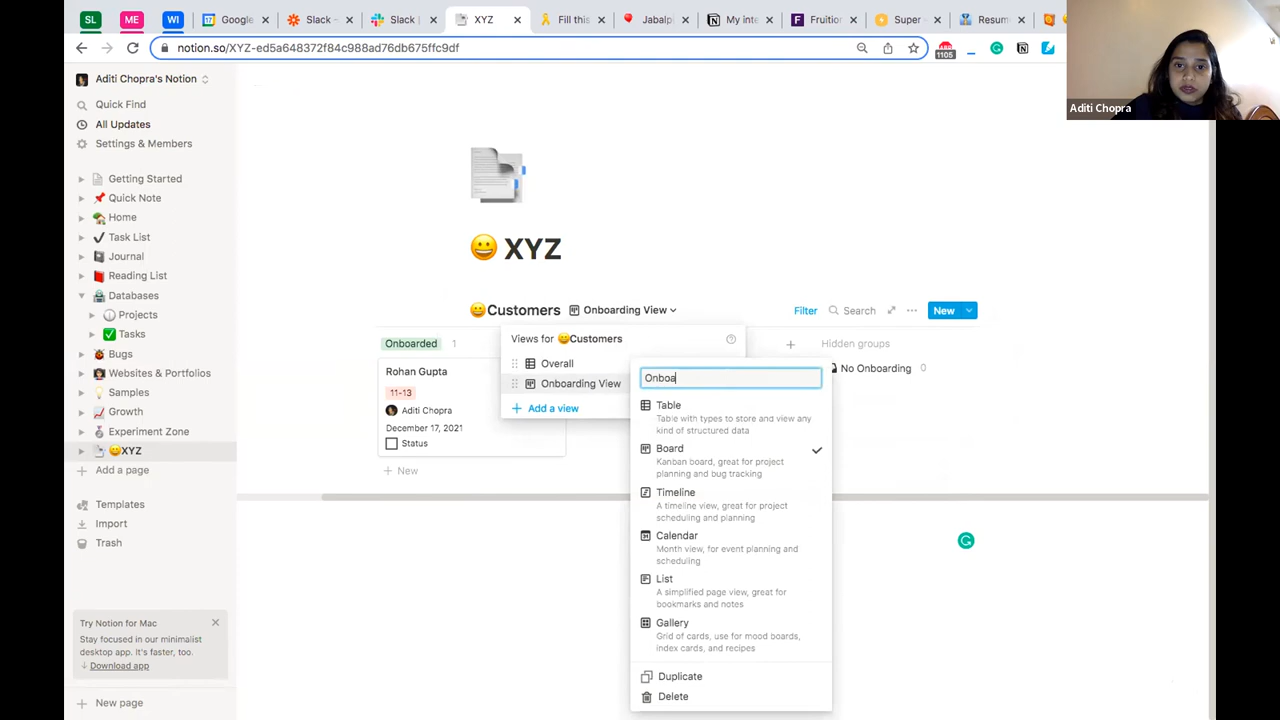 SL
ME
WI
Google
Slack -
Slack |
XYZ
Fill this
Jabalpi
My inte
Fruition
Super -
Resum
notion.so/XYZ-ed5a648372f84c988ad76db675ffc9df
1105
Aditi Chopra
Aditi Chopra's Notion
Quick Find
All Updates
Settings & Members
Getting Started
Quick Note
Home
Task List
Journal
Reading List
Databases
Projects
Tasks
Bugs
Websites & Portfolios
Samples
Growth
Experiment Zone
XYZ
Add a page
Templates
Import
Trash
Try Notion for Mac
Stay focused in our minimalist
desktop app. it's faster, too.
Download app
New page
XYZ
Customers
Onboarding View
Filter
Search
New
Onboarded 1
Rohan Gupta
11-13
Aditi Chopra
December 17, 2021
Status
New
Views for Customers
Overall
Onboarding View
Add a view
Hidden groups
No Onboarding 0
Onboa
Table
Table with types to store and view any
kind of structured data
Board
Kanban board, great for project
planning and bug tracking
Timeline
A timeline view, great for project
scheduling and planning
Calendar
Month view, for event planning and
scheduling
List
A simplified page view, great for
bookmarks and notes
Gallery
Grid of cards, use for mood boards,
index cards, and recipes
Duplicate
Delete